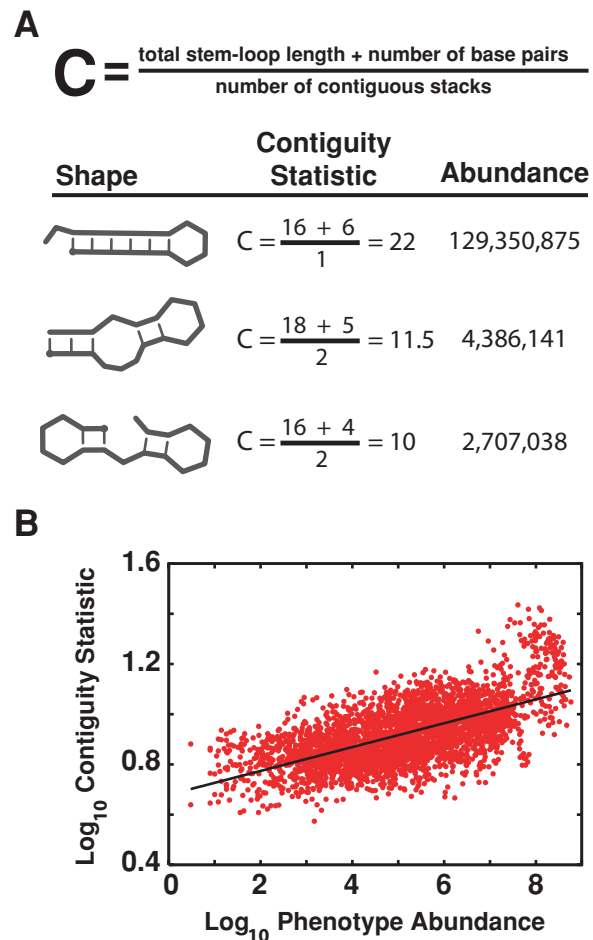 A
C = total stem-loop length + number of base pairs
number of contiguous stacks
Shape
Contiguity Statistic
Abundance
C = 16 + 6 / 1 = 22
129,350,875
C = 18 + 5 / 2 = 11.5
4,386,141
C = 16 + 4 / 2 = 10
2,707,038
B
Log10 Contiguity Statistic
1.6
1.2
0.8
0.4
0 2 4 6 8
Log10 Phenotype Abundance